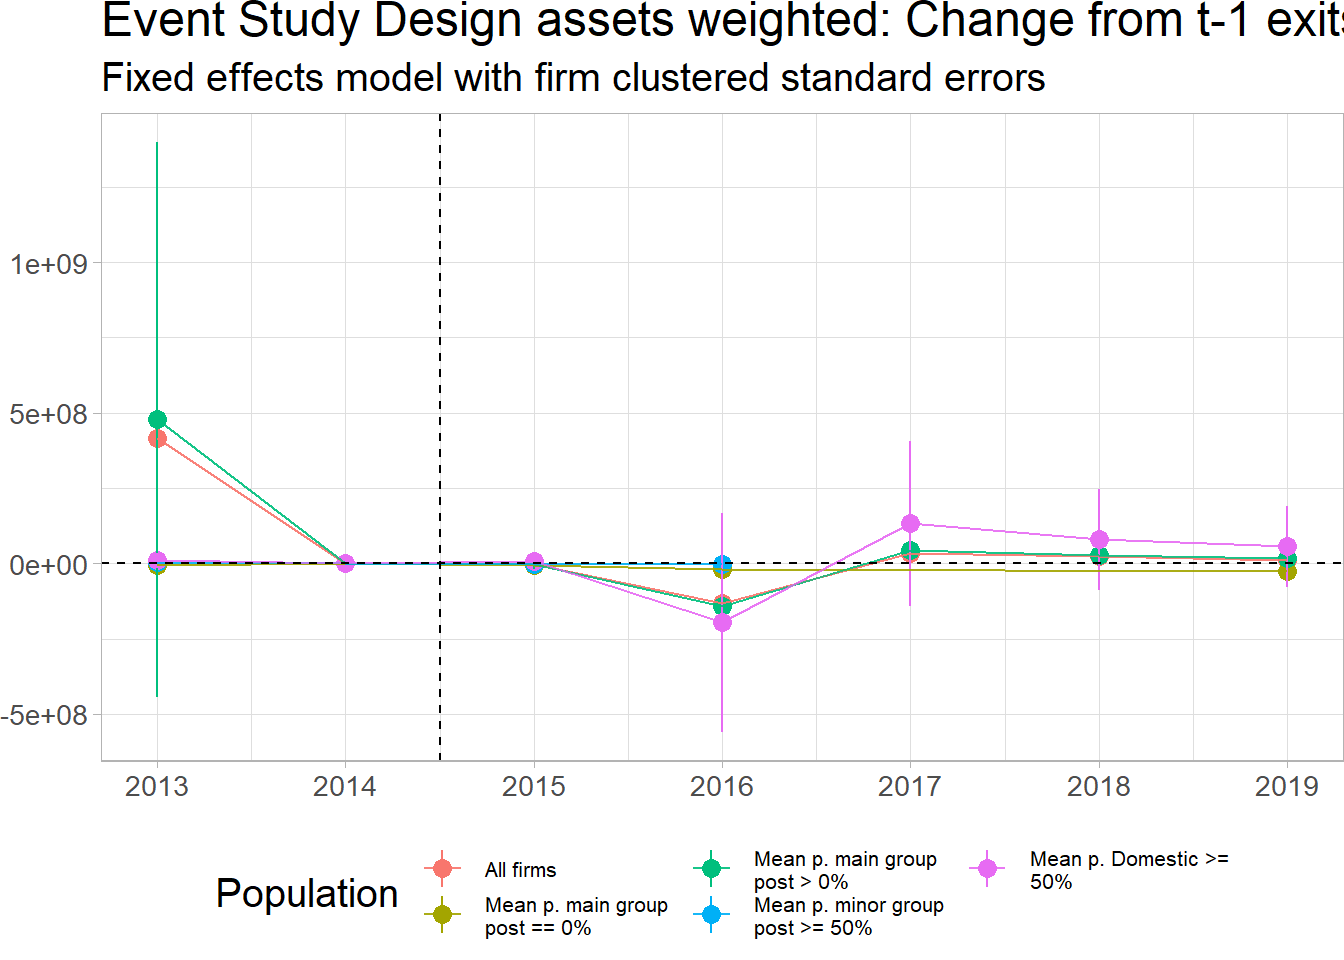 Event Study Design assets weighted: Change from t-1 exits
Fixed effects model with firm clustered standard errors
1e+09
5e+08
0e+00
-5e+08
2013 2014 2015 2016 2017 2018 2019
Population
All firms
Mean p. main group
post == 0%
Mean p. main group
post > 0%
Mean p. minor group
post >= 50%
Mean p. Domestic >=
50%